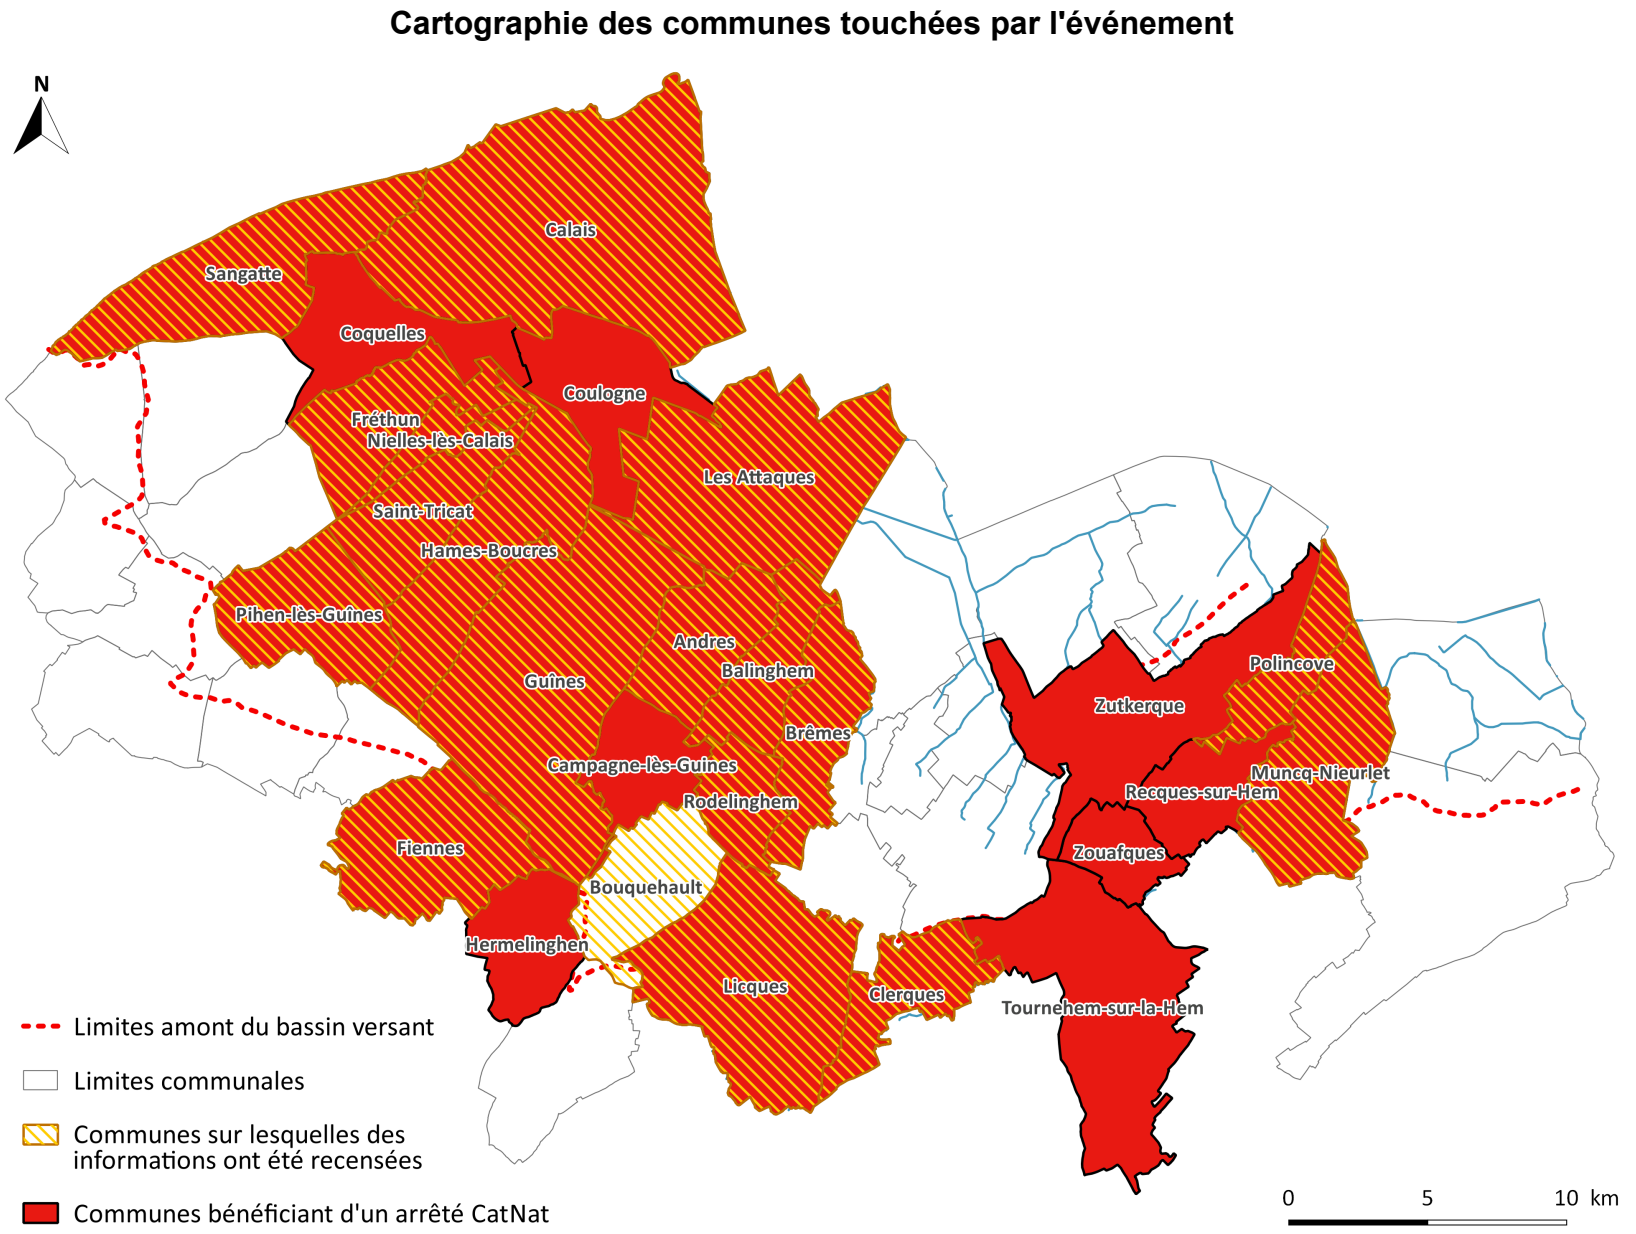 Cartographie des communes touchées par l'événement
N
Calais
Sangatte
Coquelles
Coulogne
Fréthun
Nielles-lès-Calais
Les Attaques
Saint-Tricat
Hames-Boucres
Pihen-lès-Guînes
Andres
Balinghem
Guînes
Polincove
Zutkerque
Brêmes
Campagne-lès-Guines
Muncq-Nieurlet
Recques-sur-Hem
Rodelinghem
Fiennes
Zouafques
Bouquehault
Hermelinghen
Licques
Clerques
Tournehem-sur-la-Hem
Limites amont du bassin versant
Limites communales
Communes sur lesquelles des
informations ont été recensées
Communes bénéficiant d'un arrêté CatNat
0 5 10 km